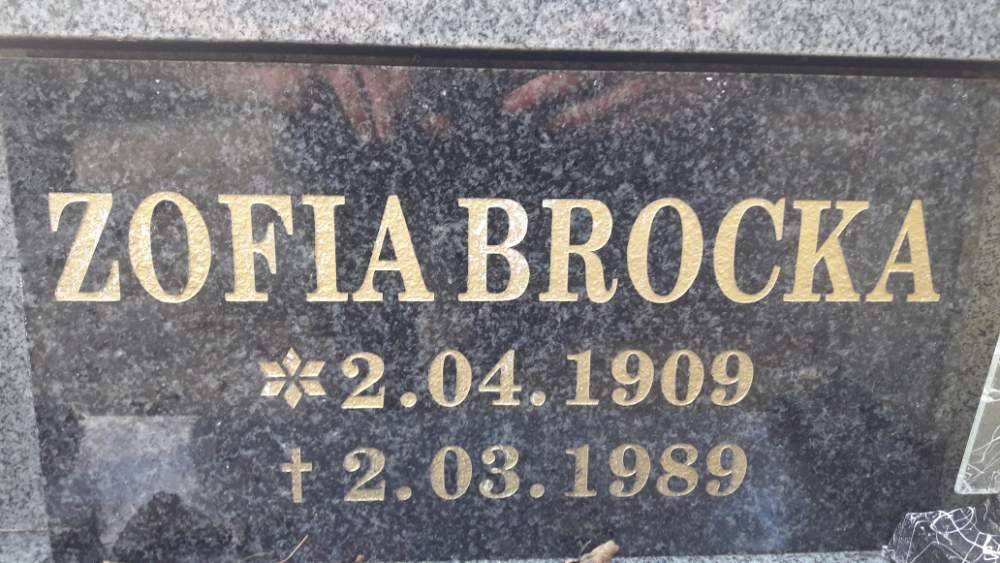 ZOFIA BROCKA
* 2.04.1909
† 2.03.1989